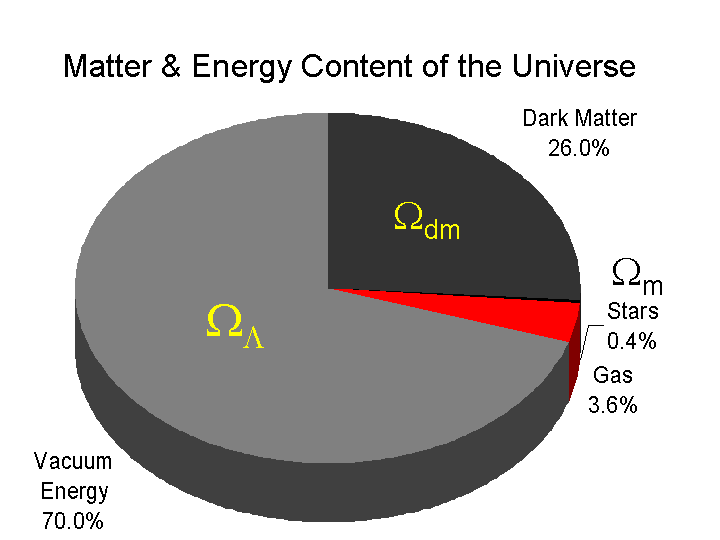 Matter & Energy Content of the Universe
Dark Matter
26.0%
Ωdm
Ωm
Stars
0.4%
ΩΛ
Gas
3.6%
Vacuum
Energy
70.0%